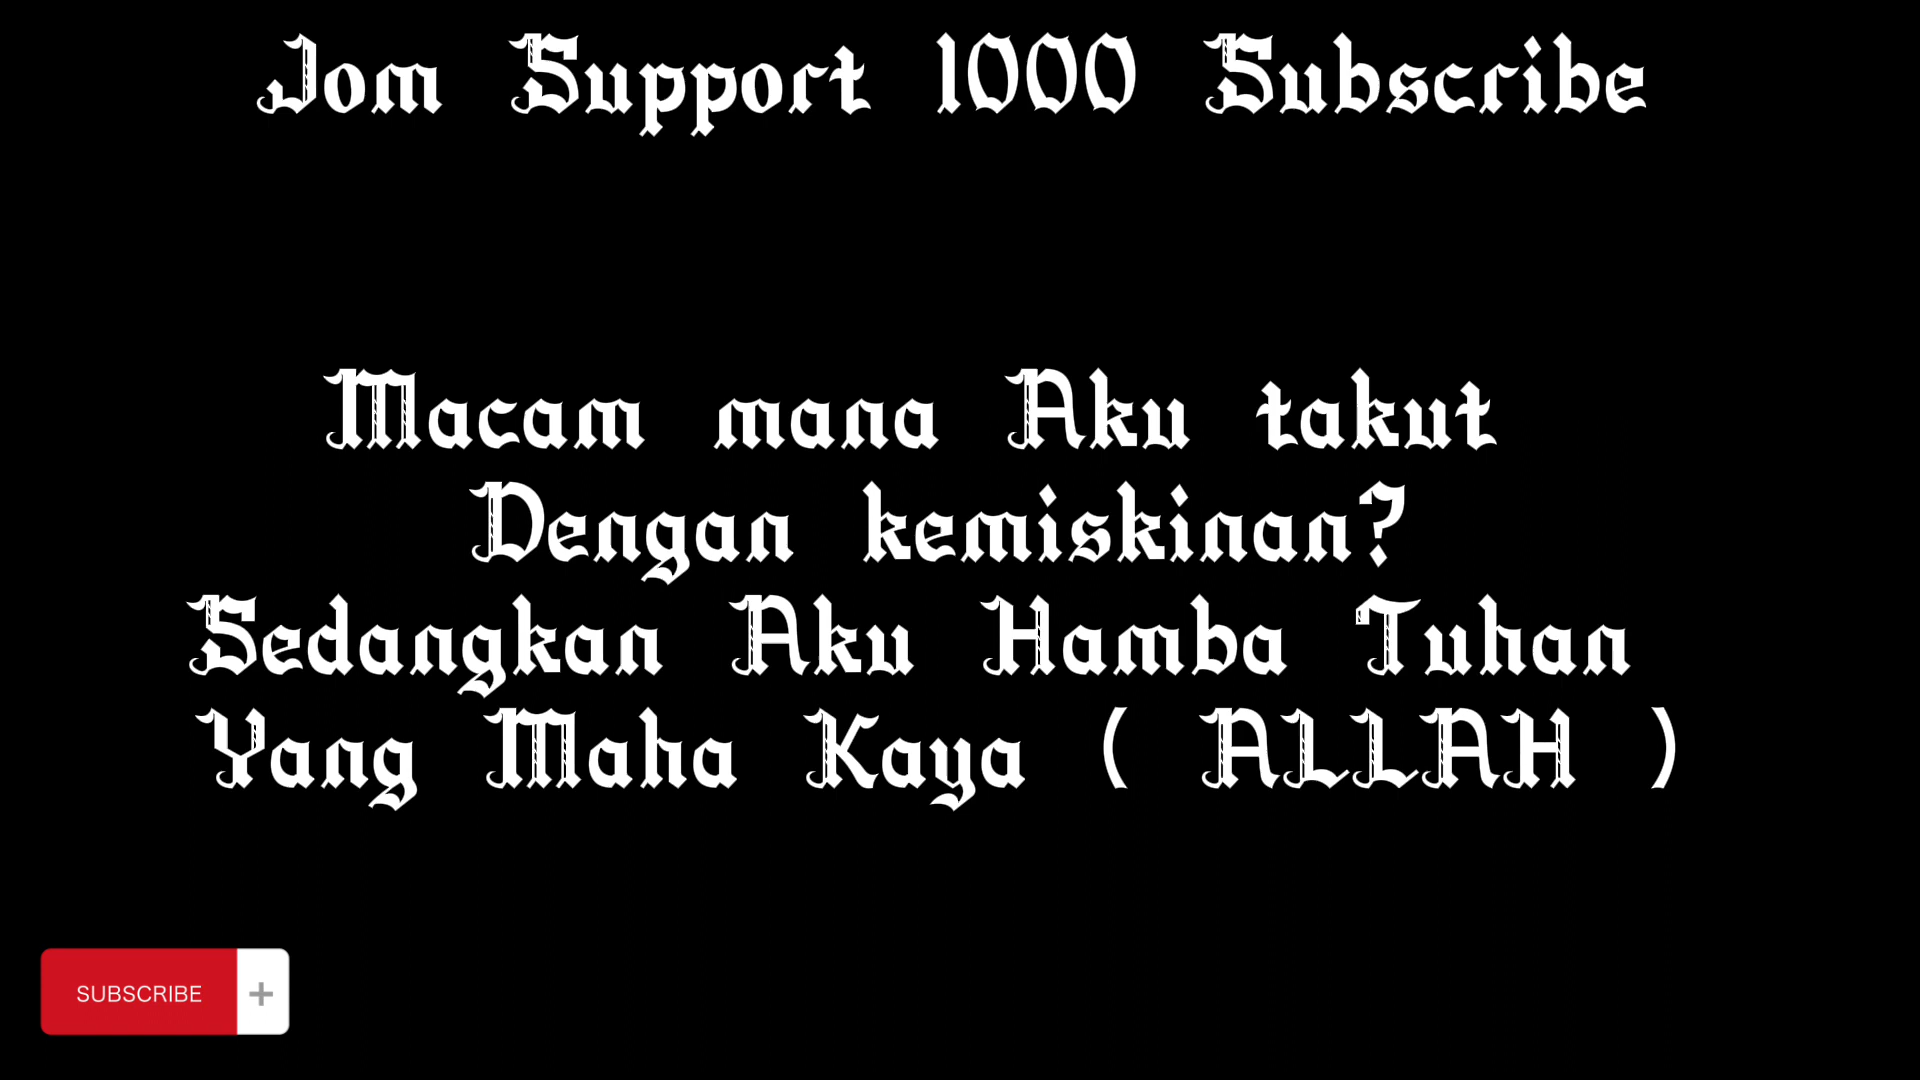 Jom Support 1000 Subscribe
Macam mana Aku takut
Dengan kemiskinan?
Sedangkan Aku Hamba Tuhan
Yang Maha Kaya ( ALLAH )
SUBSCRIBE +